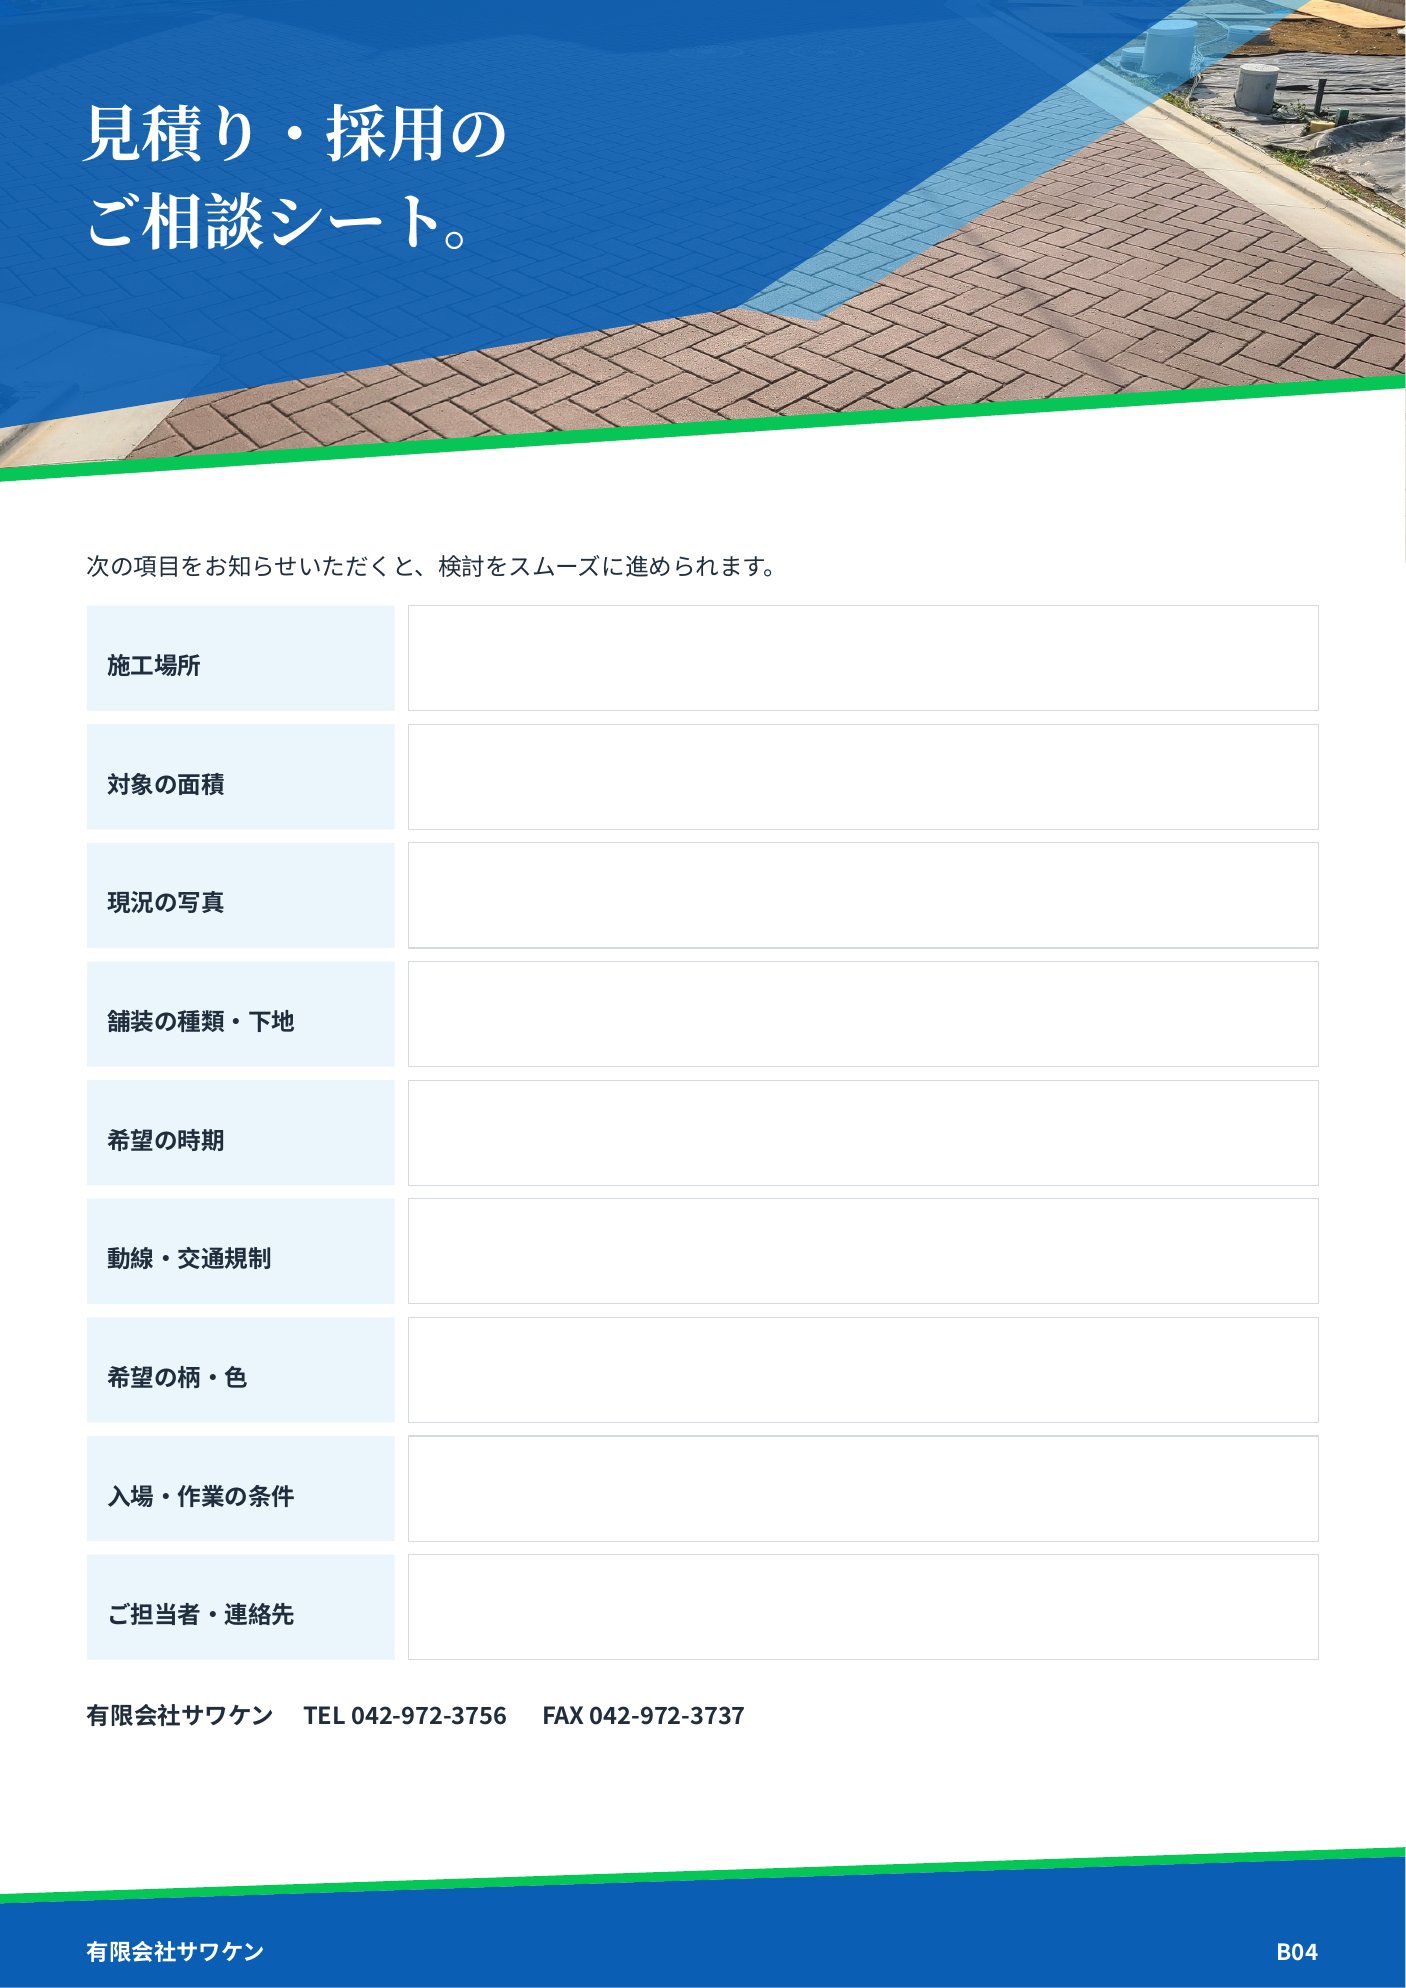 見積り・採用の
ご相談シート。
次の項目をお知らせいただくと、検討をスムーズに進められます。
施工場所
対象の面積
現況の写真
舗装の種類・下地
希望の時期
動線・交通規制
希望の柄・色
入場・作業の条件
ご担当者・連絡先
有限会社サワケン TEL 042-972-3756 FAX 042-972-3737
有限会社サワケン B04